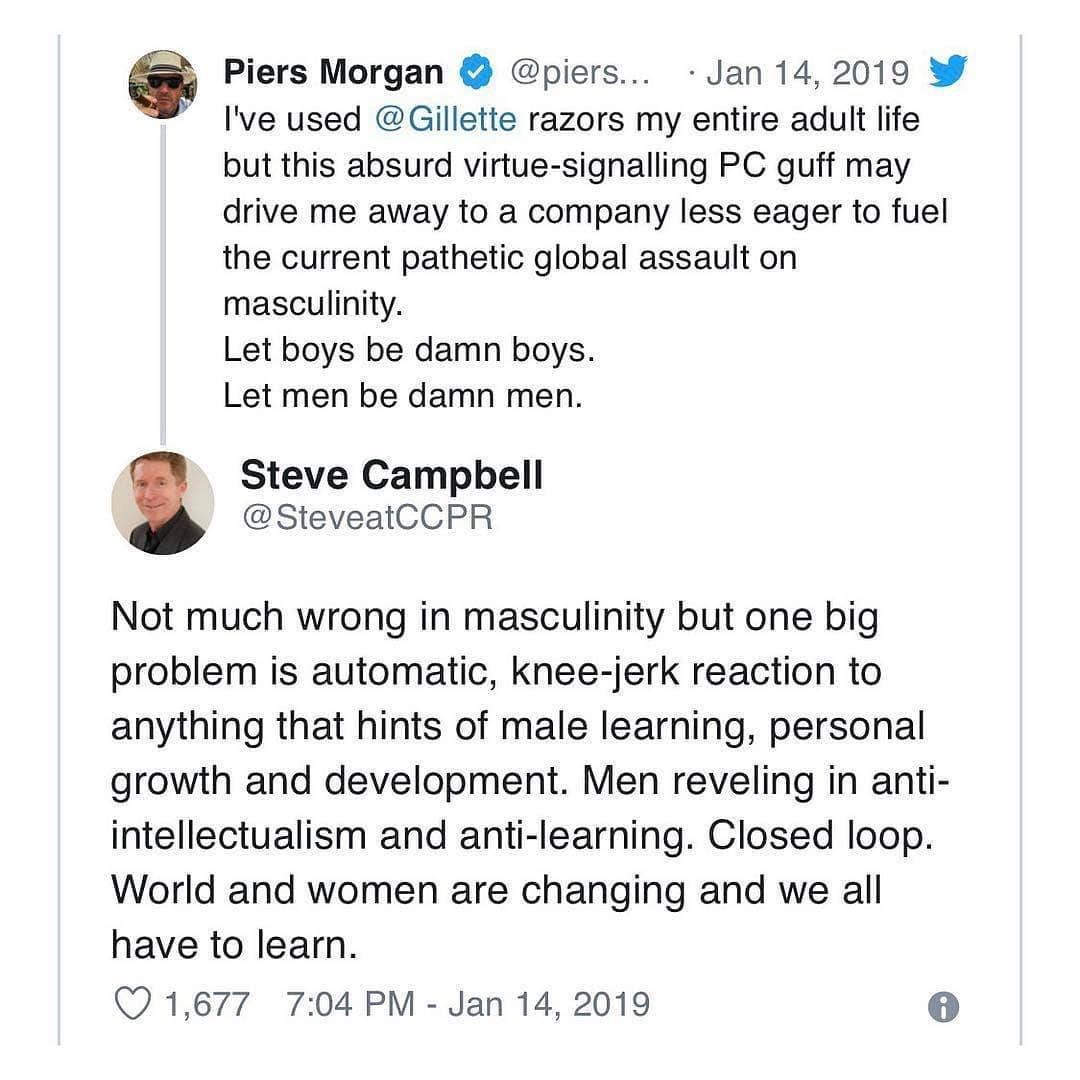 Piers Morgan @piers... · Jan 14, 2019
I've used @Gillette razors my entire adult life
but this absurd virtue-signalling PC guff may
drive me away to a company less eager to fuel
the current pathetic global assault on
masculinity.
Let boys be damn boys.
Let men be damn men.
Steve Campbell
@SteveatCCPR
Not much wrong in masculinity but one big
problem is automatic, knee-jerk reaction to
anything that hints of male learning, personal
growth and development. Men reveling in anti-
intellectualism and anti-learning. Closed loop.
World and women are changing and we all
have to learn.
1,677 7:04 PM - Jan 14, 2019